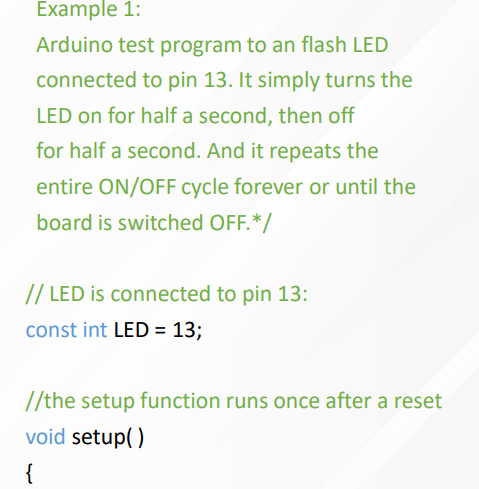 Example 1:
Arduino test program to an flash LED
connected to pin 13. It simply turns the
LED on for half a second, then off
for half a second. And it repeats the
entire ON/OFF cycle forever or until the
board is switched OFF.*/
// LED is connected to pin 13:
const int LED = 13;
//the setup function runs once after a reset
void setup( )
{